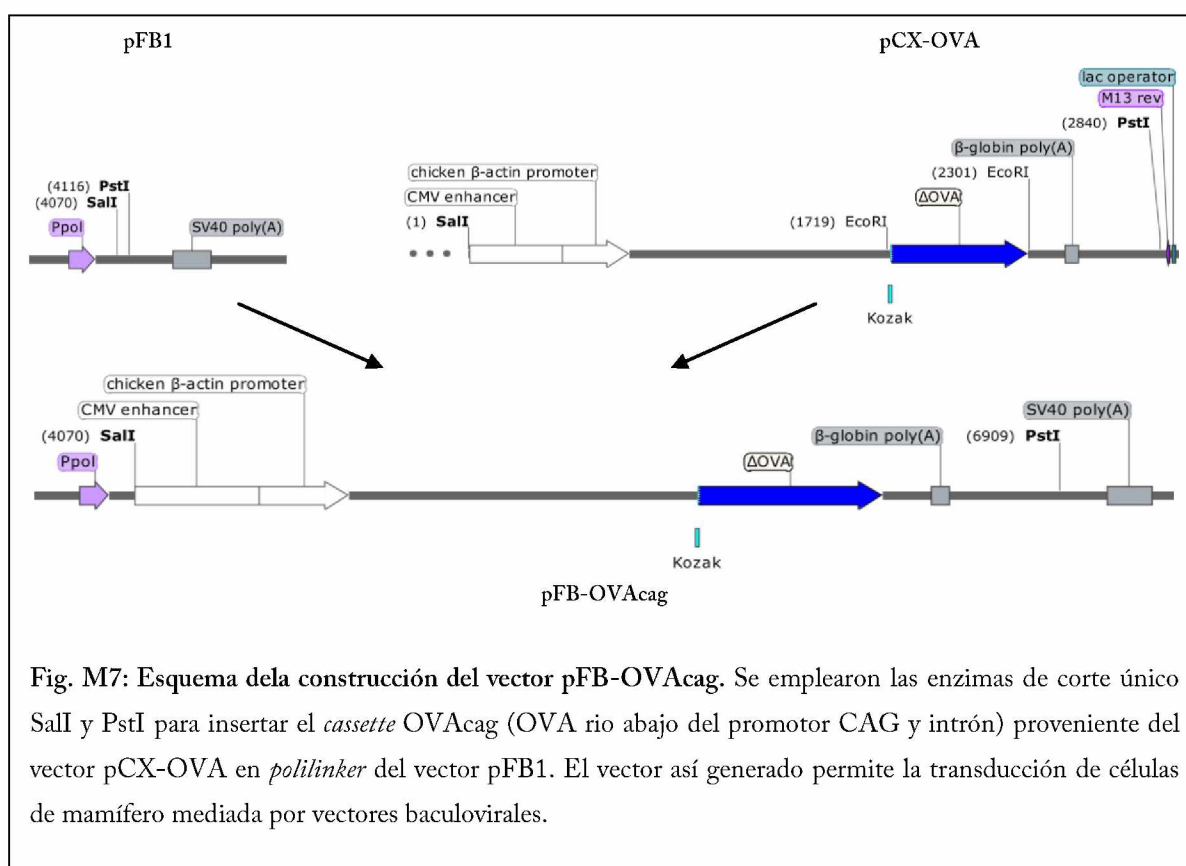 pFB1
pCX-OVA
lac operator
M13 rev
(2840) PstI
β-globin poly(A)
chicken β-actin promoter
(2301) EcoRI
(4116) PstI
CMV enhancer
ΔOVA
(4070) SalI
(1) SalI
(1719) EcoRI
PpoI
SV40 poly(A)
Kozak
chicken β-actin promoter
CMV enhancer
SV40 poly(A)
(4070) SalI
β-globin poly(A)
(6909) PstI
PpoI
ΔOVA
Kozak
pFB-OVAcag
Fig. M7: Esquema dela construcción del vector pFB-OVAcag. Se emplearon las enzimas de corte único
SalI y PstI para insertar el cassette OVAcag (OVA rio abajo del promotor CAG y intrón) proveniente del
vector pCX-OVA en polilinker del vector pFB1. El vector así generado permite la transducción de células
de mamífero mediada por vectores baculovirales.